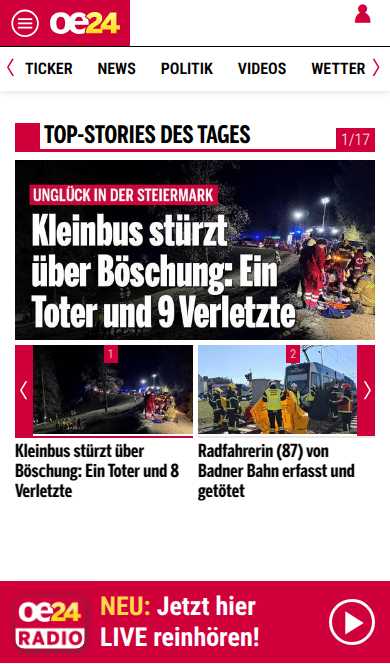 oe24
TICKER NEWS POLITIK VIDEOS WETTER
TOP-STORIES DES TAGES
1/17
UNGLÜCK IN DER STEIERMARK
Kleinbus stürzt
über Böschung: Ein
Toter und 9 Verletzte
1
2
Kleinbus stürzt über
Böschung: Ein Toter und 8
Verletzte
Radfahrerin (87) von
Badner Bahn erfasst und
getötet
oe24
RADIO
NEU: Jetzt hier
LIVE reinhören!